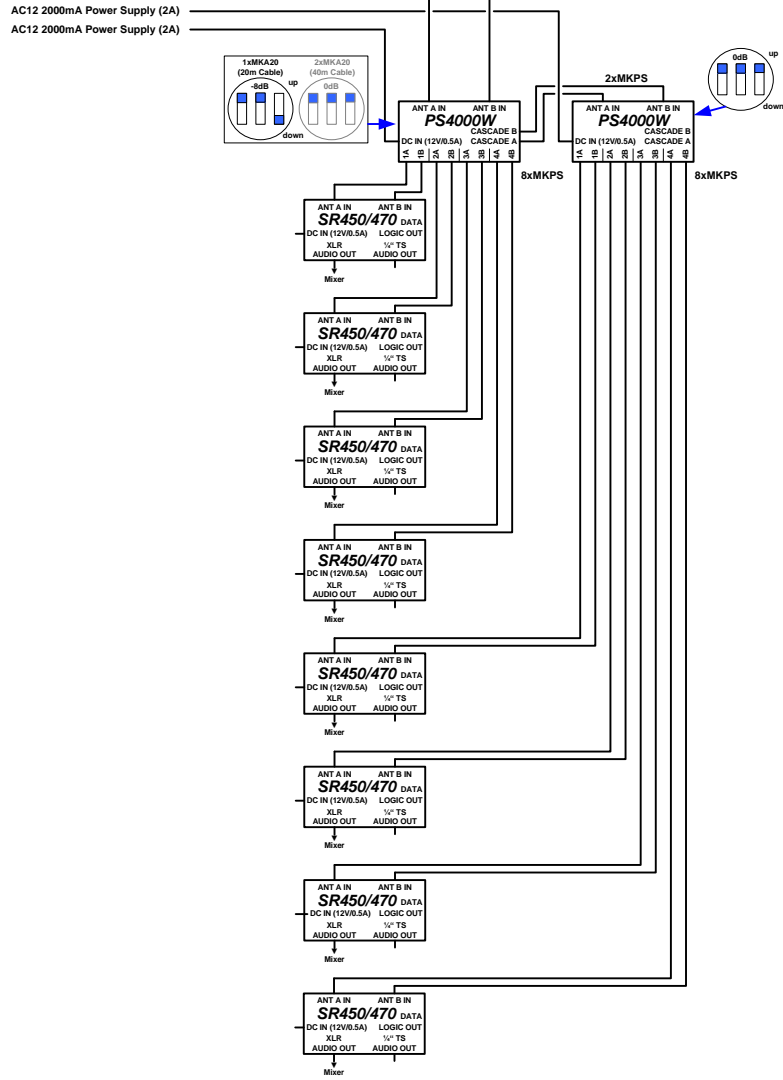 AC12 2000mA Power Supply (2A)
AC12 2000mA Power Supply (2A)
1xMKA20
(20m Cable)
-8dB
up
down
2xMKA20
(40m Cable)
0dB
ANT A IN ANT B IN
PS4000W
CASCADE B
DC IN (12V/0.5A) CASCADE A
1A 1B 2A 2B 3A 3B 4A 4B
8xMKPS
2xMKPS
ANT A IN ANT B IN
PS4000W
CASCADE B
DC IN (12V/0.5A) CASCADE A
1A 1B 2A 2B 3A 3B 4A 4B
8xMKPS
0dB
up
down
ANT A IN ANT B IN
SR450/470 DATA
DC IN (12V/0.5A) LOGIC OUT
XLR ¼“ TS
AUDIO OUT AUDIO OUT
Mixer
ANT A IN ANT B IN
SR450/470 DATA
DC IN (12V/0.5A) LOGIC OUT
XLR ¼“ TS
AUDIO OUT AUDIO OUT
Mixer
ANT A IN ANT B IN
SR450/470 DATA
DC IN (12V/0.5A) LOGIC OUT
XLR ¼“ TS
AUDIO OUT AUDIO OUT
Mixer
ANT A IN ANT B IN
SR450/470 DATA
DC IN (12V/0.5A) LOGIC OUT
XLR ¼“ TS
AUDIO OUT AUDIO OUT
Mixer
ANT A IN ANT B IN
SR450/470 DATA
DC IN (12V/0.5A) LOGIC OUT
XLR ¼“ TS
AUDIO OUT AUDIO OUT
Mixer
ANT A IN ANT B IN
SR450/470 DATA
DC IN (12V/0.5A) LOGIC OUT
XLR ¼“ TS
AUDIO OUT AUDIO OUT
Mixer
ANT A IN ANT B IN
SR450/470 DATA
DC IN (12V/0.5A) LOGIC OUT
XLR ¼“ TS
AUDIO OUT AUDIO OUT
Mixer
ANT A IN ANT B IN
SR450/470 DATA
DC IN (12V/0.5A) LOGIC OUT
XLR ¼“ TS
AUDIO OUT AUDIO OUT
Mixer